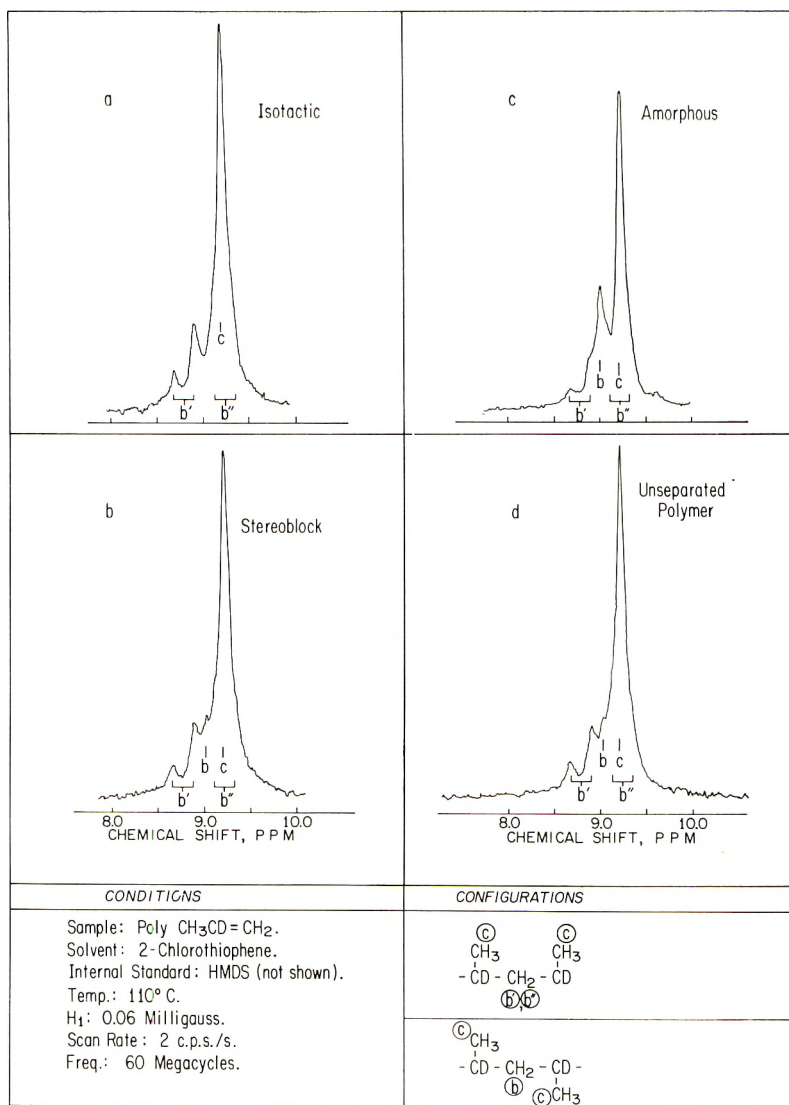 a
Isotactic
c
b'
b"
c
Amorphous
b
c
b'
b"
b
Stereoblock
b
c
b'
b"
8.0
9.0
10.0
CHEMICAL SHIFT, PPM
d
Unseparated
Polymer
b
c
b'
b"
8.0
9.0
10.0
CHEMICAL SHIFT, PPM
CONDITIONS
Sample: Poly CH₃CD=CH₂.
Solvent: 2-Chlorothiophene.
Internal Standard: HMDS (not shown).
Temp.: 110° C.
H₁: 0.06 Milligauss.
Scan Rate: 2 c.p.s./s.
Freq.: 60 Megacycles.
CONFIGURATIONS
c c
CH₃ CH₃
-CD-CH₂-CD
b',b"
c CH₃
-CD-CH₂-CD-
b c CH₃